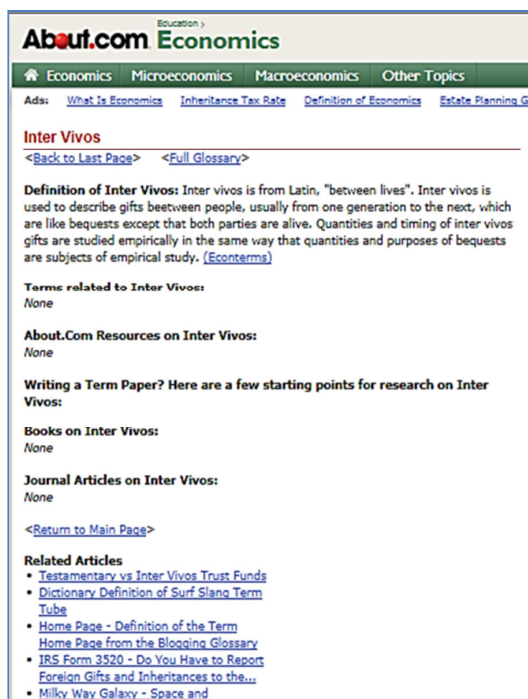 Education >
About.com Economics
Economics Microeconomics Macroeconomics Other Topics
Ads: What Is Economics Inheritance Tax Rate Definition of Economics Estate Planning G
Inter Vivos
<Back to Last Page> <Full Glossary>
Definition of Inter Vivos: Inter vivos is from Latin, "between lives". Inter vivos is
used to describe gifts beetween people, usually from one generation to the next, which
are like bequests except that both parties are alive. Quantities and timing of inter vivos
gifts are studied empirically in the same way that quantities and purposes of bequests
are subjects of empirical study. (Econterms)
Terms related to Inter Vivos:
None
About.Com Resources on Inter Vivos:
None
Writing a Term Paper? Here are a few starting points for research on Inter
Vivos:
Books on Inter Vivos:
None
Journal Articles on Inter Vivos:
None
<Return to Main Page>
Related Articles
• Testamentary vs Inter Vivos Trust Funds
• Dictionary Definition of Surf Slang Term
Tube
• Home Page - Definition of the Term
Home Page from the Blogging Glossary
• IRS Form 3520 - Do You Have to Report
Foreign Gifts and Inheritances to the...
• Milky Way Galaxy - Space and